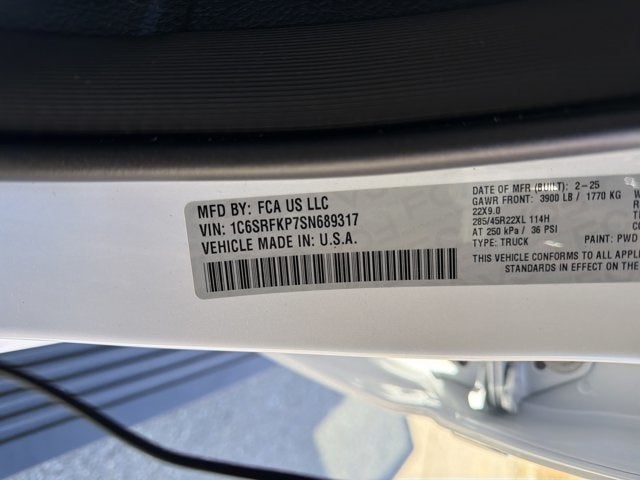 MFD BY: FCA US LLC
VIN: 1C6SRFKP7SN689317
VEHICLE MADE IN: U.S.A.
DATE OF MFR (BUILT): 2-25
GAWR FRONT: 3900 LB / 1770 KG
22X9.0
285/45R22XL 114H
AT 250 kPa / 36 PSI
TYPE: TRUCK
PAINT: PWD
THIS VEHICLE CONFORMS TO ALL APPL
STANDARDS IN EFFECT ON THE